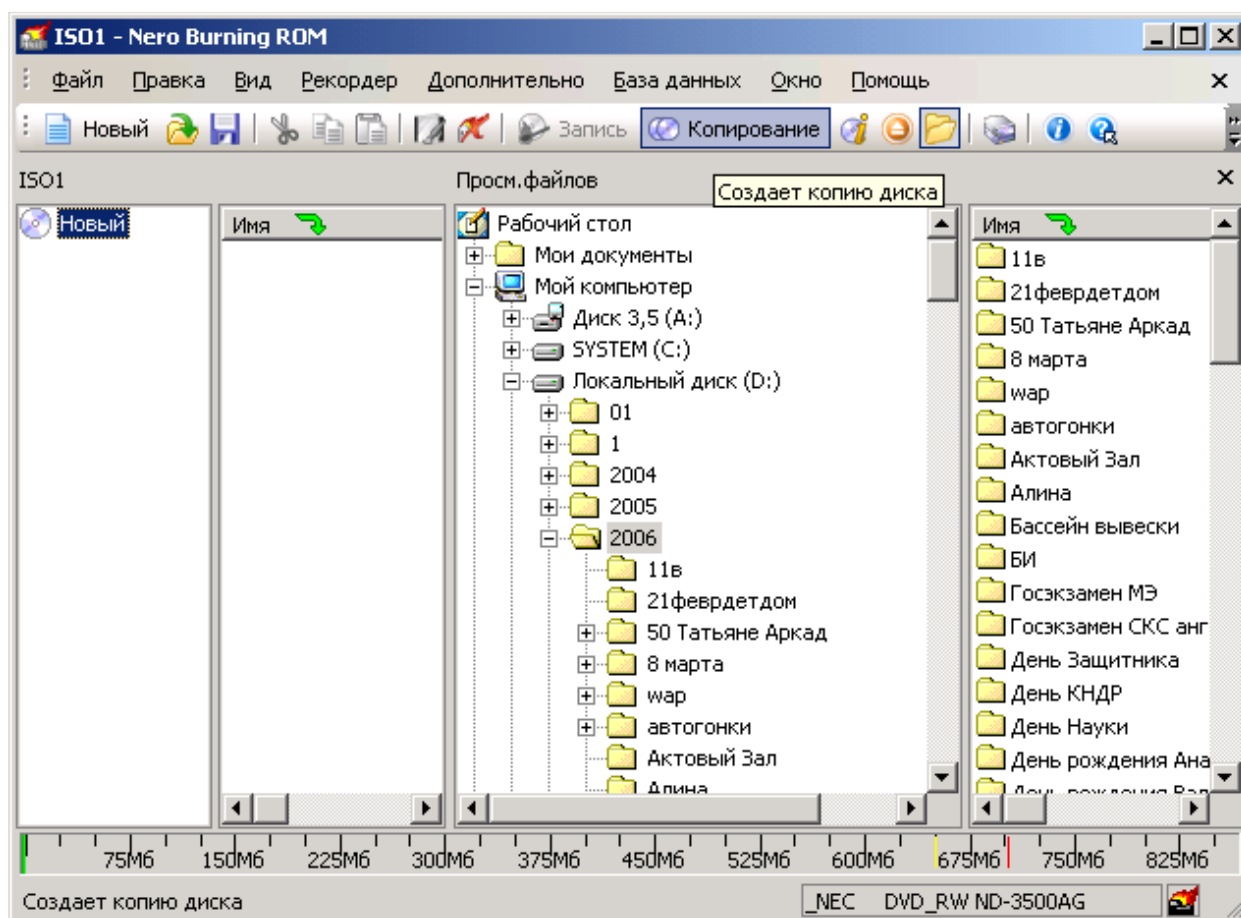 ISO1 - Nero Burning ROM
Файл Правка Вид Рекордер Дополнительно База данных Окно Помощь
Новый Запись Копирование
ISO1 Просм.файлов
Создает копию диска
Новый
Имя
Рабочий стол
Мои документы
Мой компьютер
Диск 3,5 (A:)
SYSTEM (C:)
Локальный диск (D:)
01
1
2004
2005
2006
11в
21феврдетдом
50 Татьяне Аркад
8 марта
wap
автогонки
Актовый Зал
Алина
Имя
11в
21феврдетдом
50 Татьяне Аркад
8 марта
wap
автогонки
Актовый Зал
Алина
Бассейн вывески
БИ
Госэкзамен МЭ
Госэкзамен СКС анг
День Защитника
День КНДР
День Науки
День рождения Ана
День рождения Вал
75Мб 150Мб 225Мб 300Мб 375Мб 450Мб 525Мб 600Мб 675Мб 750Мб 825Мб
Создает копию диска
_NEC DVD_RW ND-3500AG